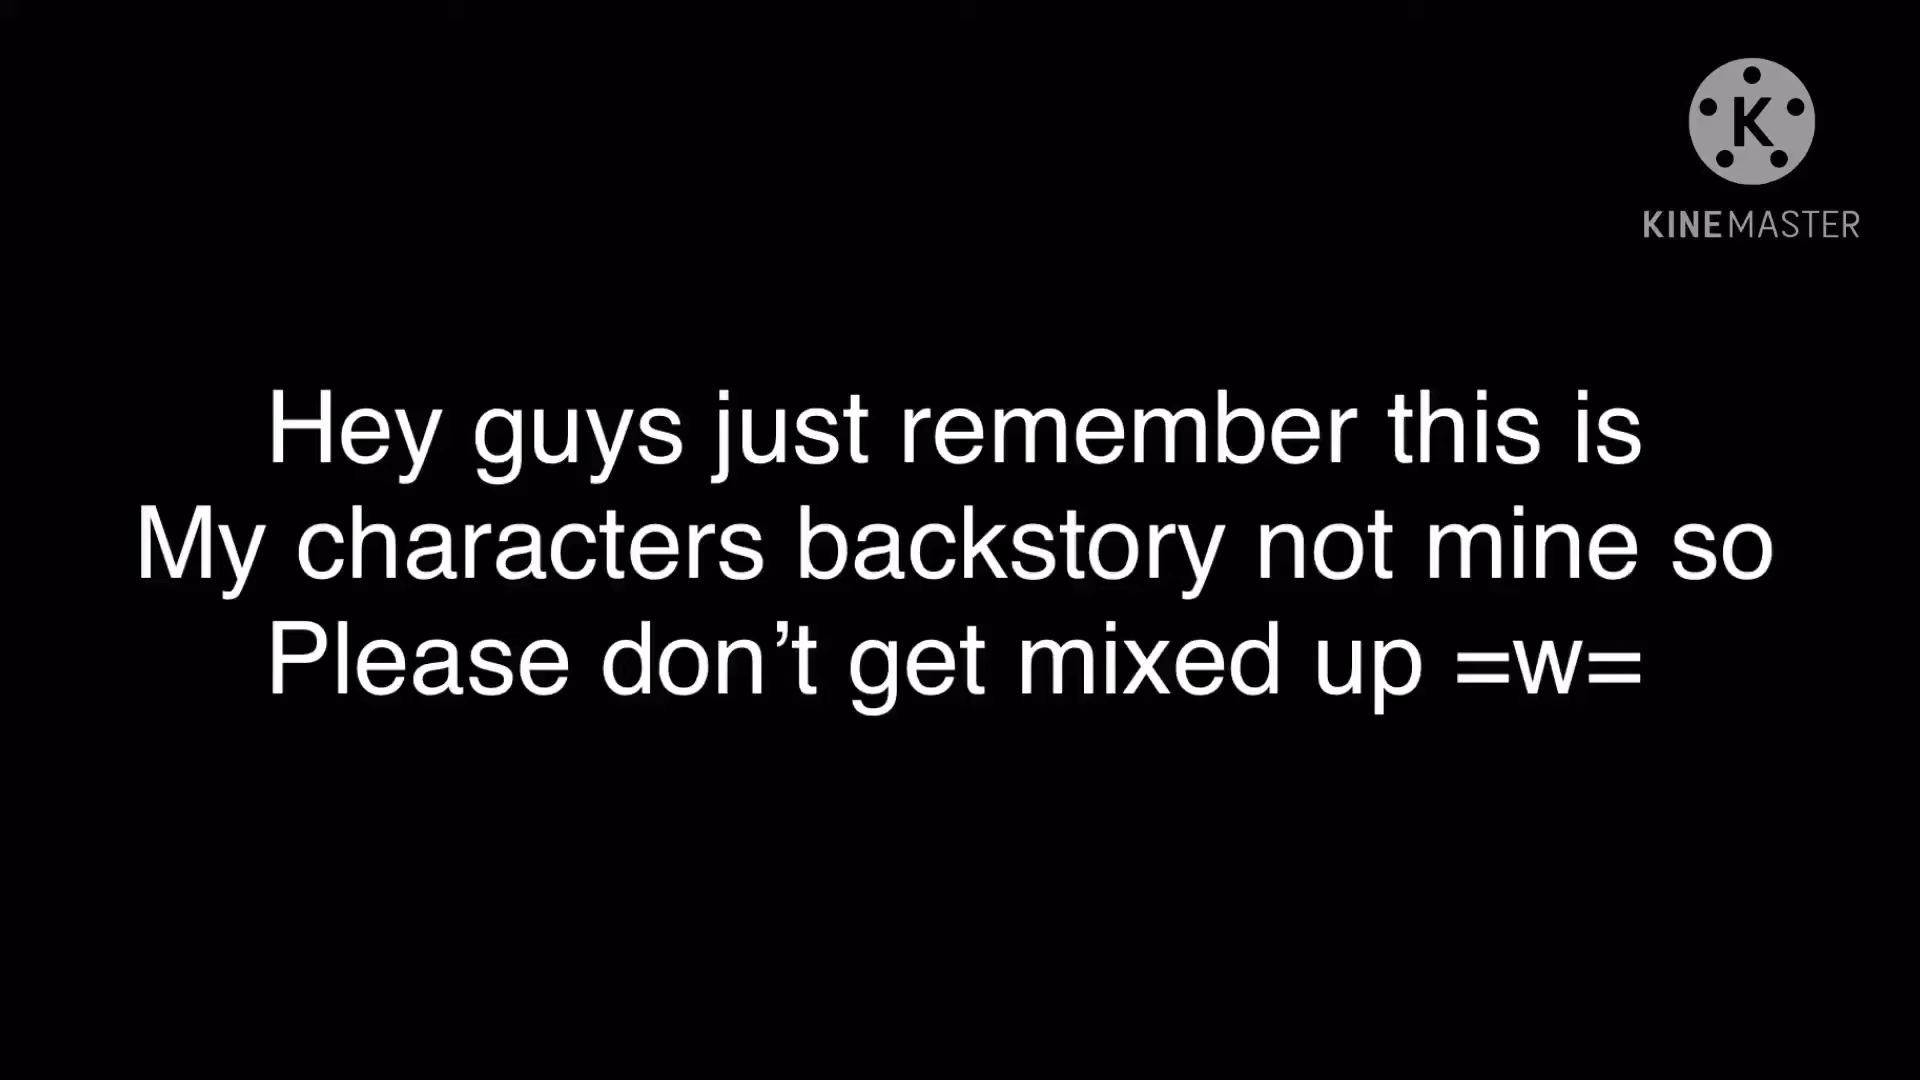 K
KINEMASTER
Hey guys just remember this is
My characters backstory not mine so
Please don’t get mixed up =w=